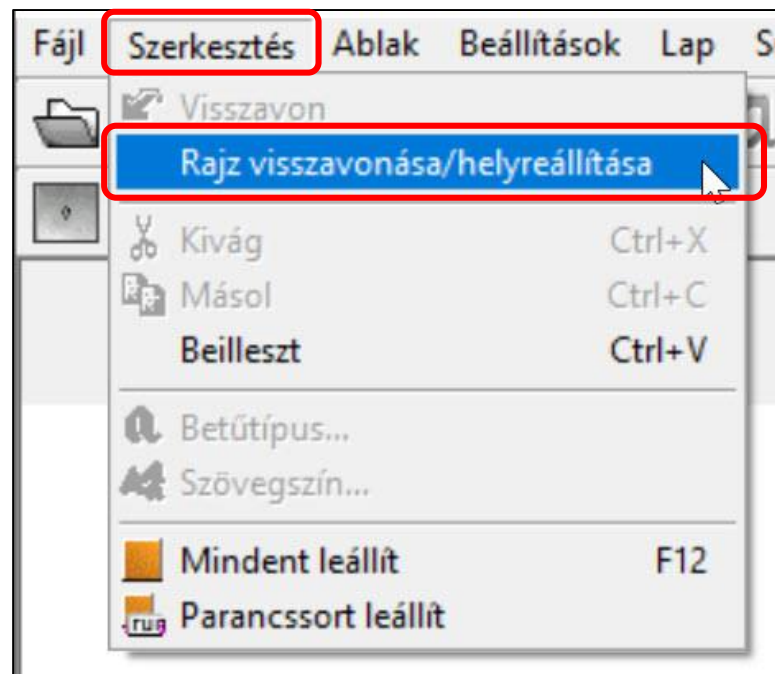 Fájl Szerkesztés Ablak Beállítások Lap
Visszavon
Rajz visszavonása/helyreállítása
Kivág Ctrl+X
Másol Ctrl+C
Beilleszt Ctrl+V
Betűtípus...
Szövegszín...
Mindent leállít F12
Parancssort leállít